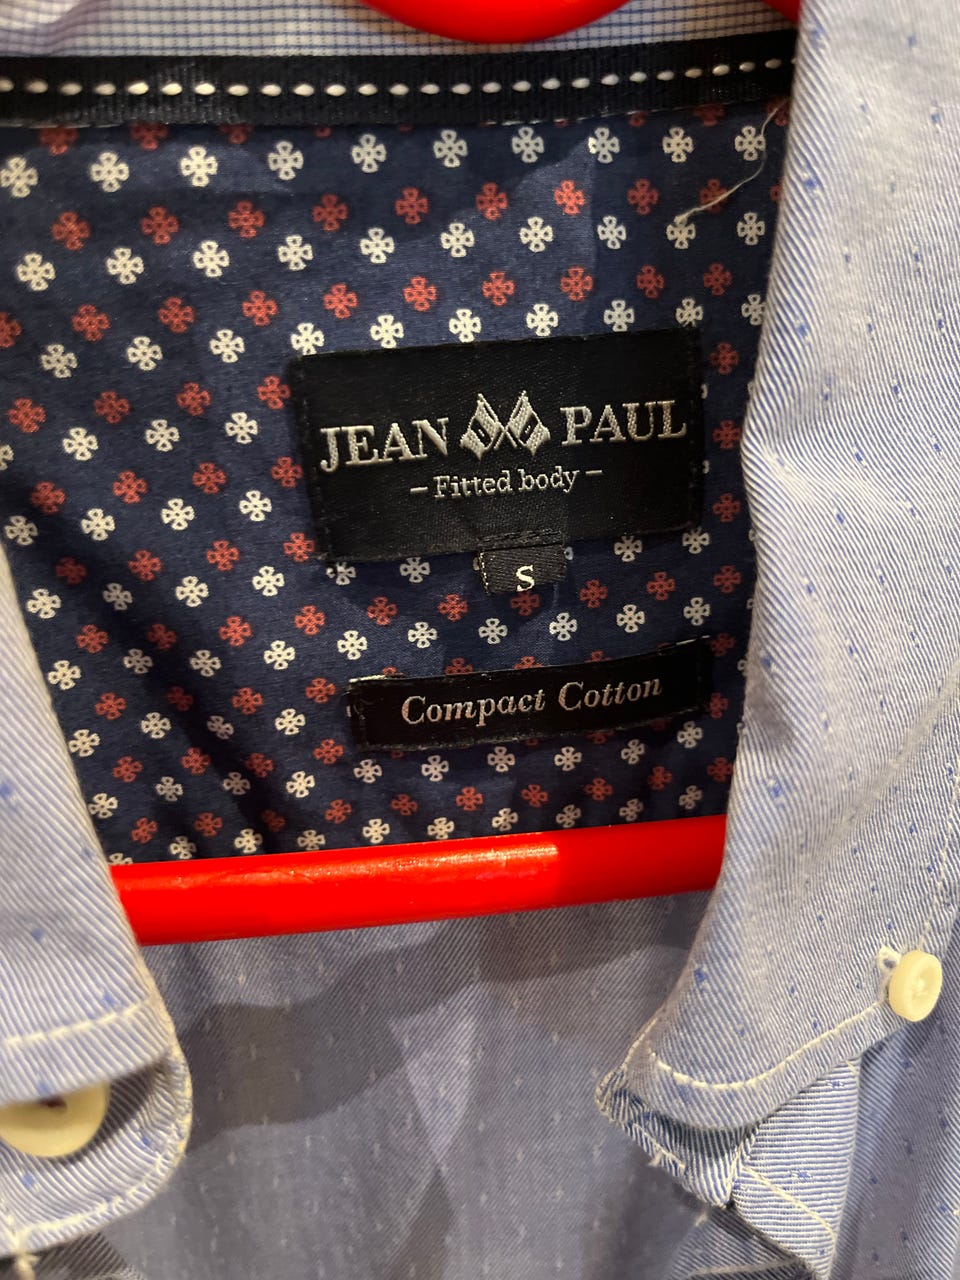 JEAN PAUL
– Fitted body –
S
Compact Cotton